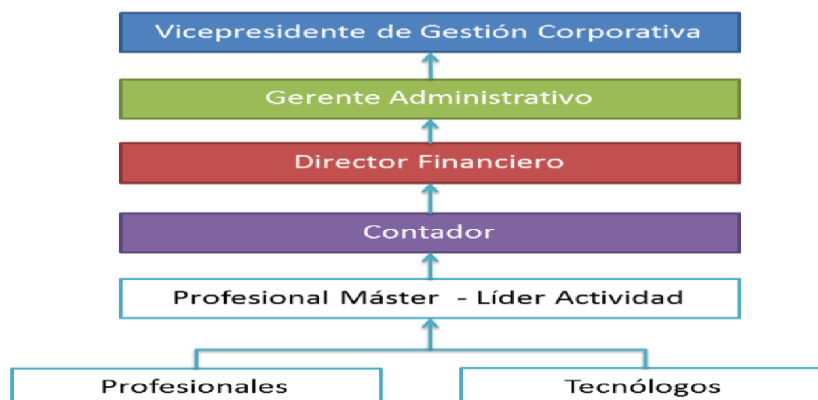 Vicepresidente de Gestión Corporativa
Gerente Administrativo
Director Financiero
Contador
Profesional Máster - Líder Actividad
Profesionales
Tecnólogos